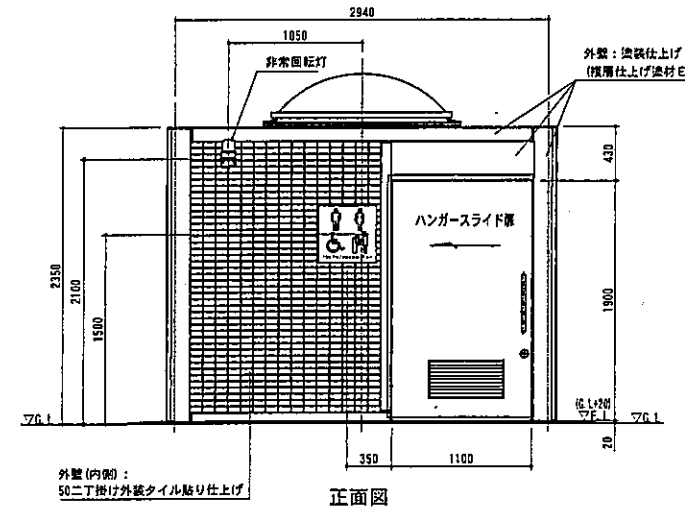 2940
1050
外壁：塗装仕上げ
(複層仕上げ塗材E
非常回転灯
430
ハンガースライド扉
2350
2100
1500
1900
(G.L+20)
▽G.L
▽F.L
▽G.L
20
350
1100
外壁(内側)：
50二丁掛け外装タイル貼り仕上げ
正面図